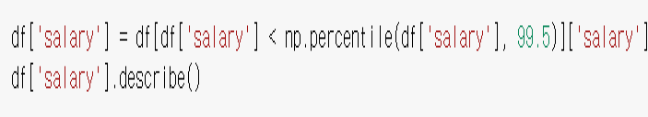 df['salary'] = df[df['salary'] < np.percentile(df['salary'], 99.5)]['salary']
df['salary'].describe()